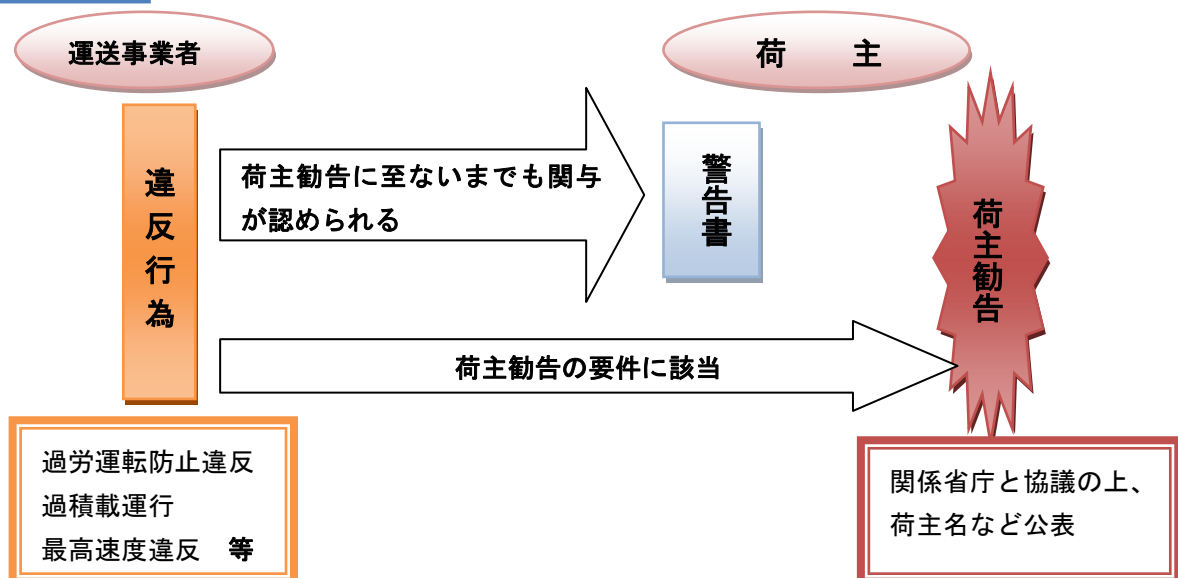 運送事業者
荷　主
違反行為
荷主勧告に至ないまでも関与
が認められる
警告書
荷主勧告
荷主勧告の要件に該当
過労運転防止違反
過積載運行
最高速度違反　等
関係省庁と協議の上、
荷主名など公表